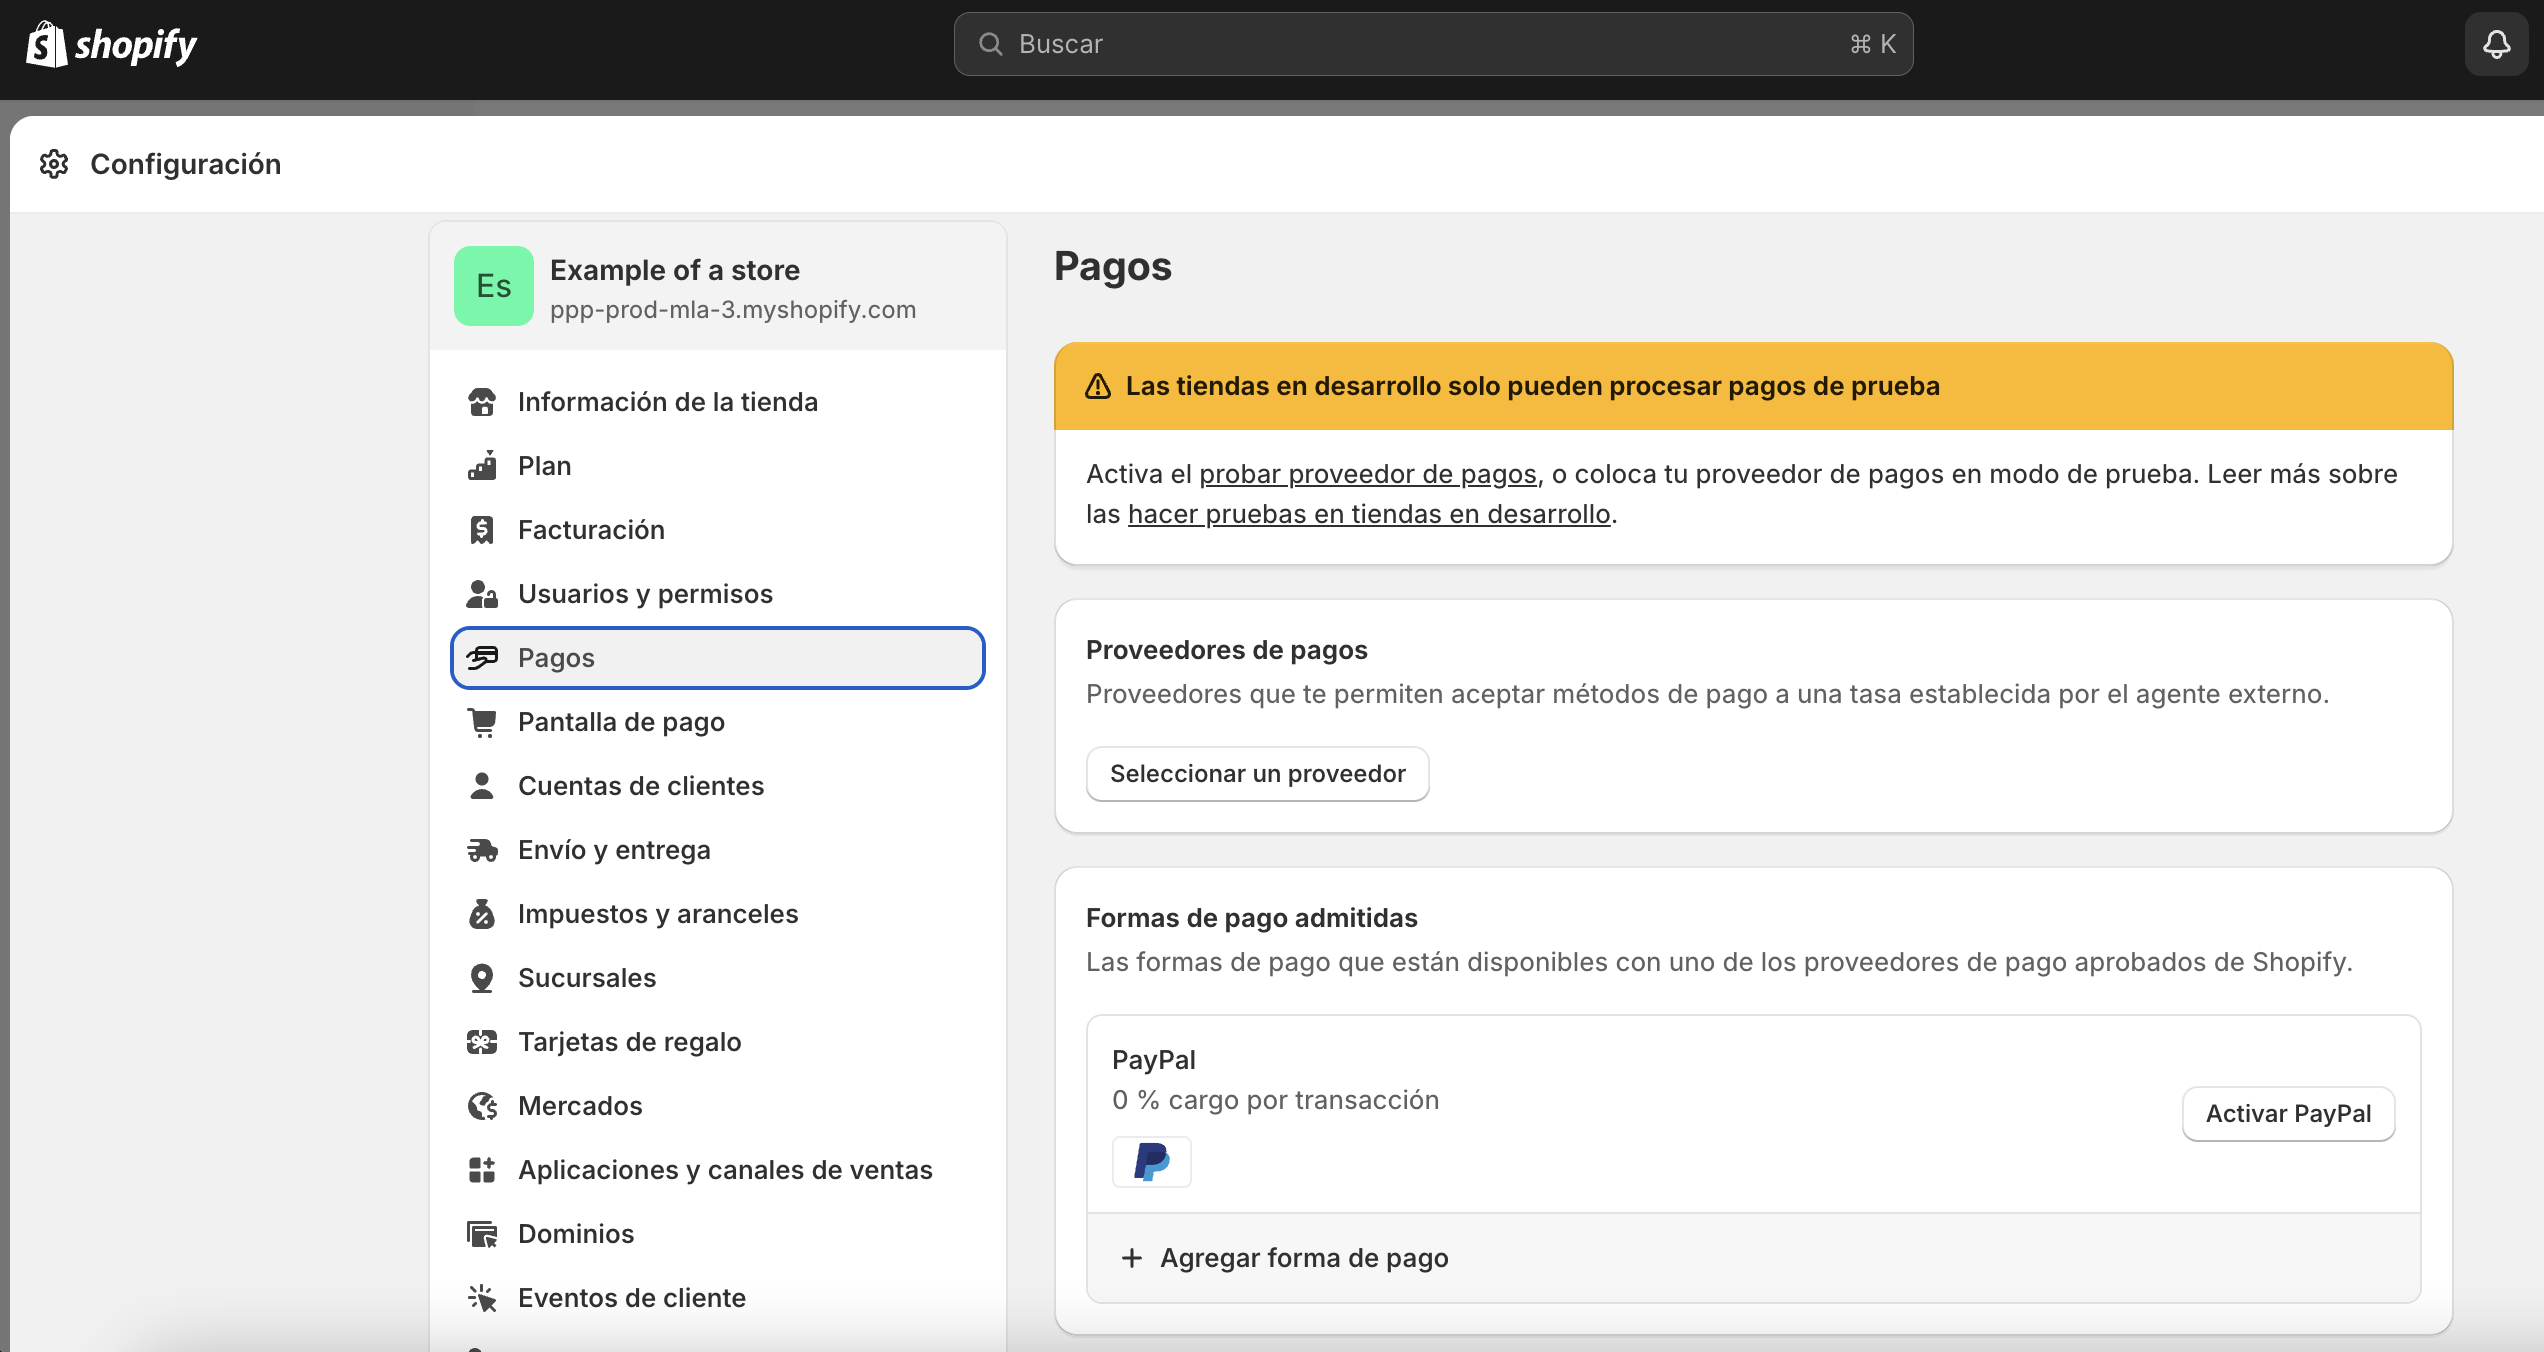 shopify
Buscar
⌘ K
Configuración
Es
Example of a store
ppp-prod-mla-3.myshopify.com
Información de la tienda
Plan
Facturación
Usuarios y permisos
Pagos
Pantalla de pago
Cuentas de clientes
Envío y entrega
Impuestos y aranceles
Sucursales
Tarjetas de regalo
Mercados
Aplicaciones y canales de ventas
Dominios
Eventos de cliente
Pagos
Las tiendas en desarrollo solo pueden procesar pagos de prueba
Activa el probar proveedor de pagos, o coloca tu proveedor de pagos en modo de prueba. Leer más sobre
las hacer pruebas en tiendas en desarrollo.
Proveedores de pagos
Proveedores que te permiten aceptar métodos de pago a una tasa establecida por el agente externo.
Seleccionar un proveedor
Formas de pago admitidas
Las formas de pago que están disponibles con uno de los proveedores de pago aprobados de Shopify.
PayPal
0 % cargo por transacción
Activar PayPal
+ Agregar forma de pago